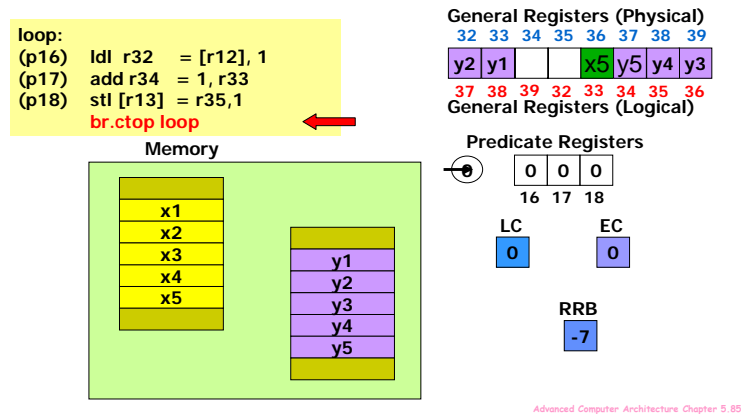 loop:
(p16) ldl r32 = [r12], 1
(p17) add r34 = 1, r33
(p18) stl [r13] = r35,1
br.ctop loop
General Registers (Physical)
32 33 34 35 36 37 38 39
y2 y1 x5 y5 y4 y3
37 38 39 32 33 34 35 36
General Registers (Logical)
Memory
x1
x2
x3
x4
x5
y1
y2
y3
y4
y5
Predicate Registers
0 0 0 0
16 17 18
LC EC
0 0
RRB
-7
Advanced Computer Architecture Chapter 5.85